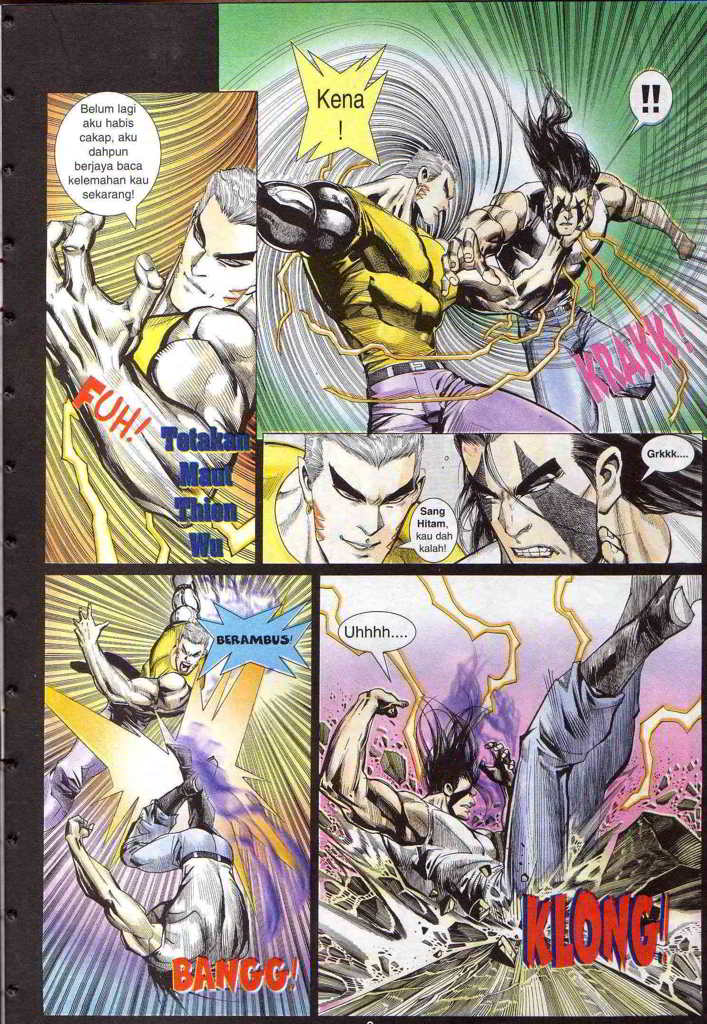 Belum lagi
aku habis
cakap, aku
dahpun
berjaya baca
kelemahan kau
sekarang!
FUH!
Tetakan
Maut
Thien
Wu
Kena
!
!!
KRAKK!
Sang
Hitam,
kau dah
kalah!
Grkkk....
BERAMBUS!
BANGG!
Uhhhh....
KLONG!